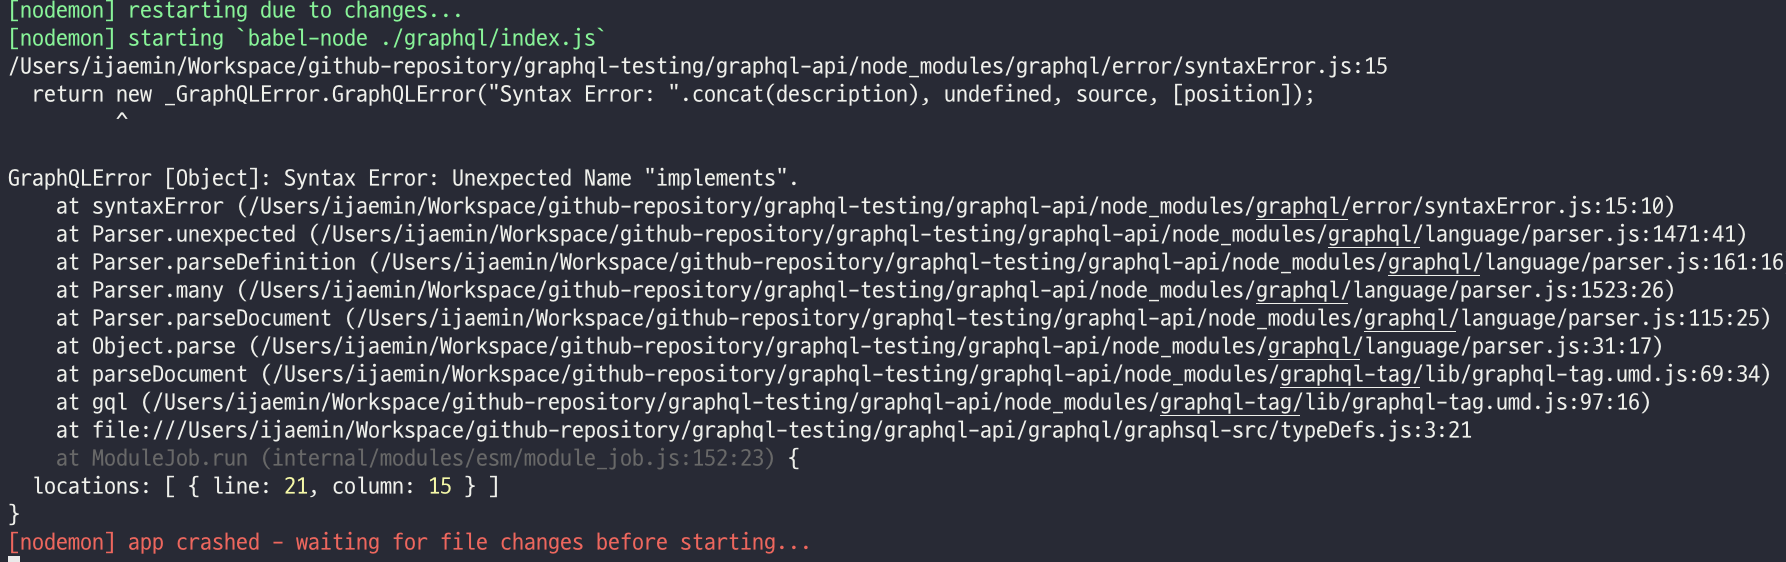 [nodemon] restarting due to changes...
[nodemon] starting `babel-node ./graphql/index.js`
/Users/ijaemin/Workspace/github-repository/graphql-testing/graphql-api/node_modules/graphql/error/syntaxError.js:15
  return new _GraphQLError.GraphQLError("Syntax Error: ".concat(description), undefined, source, [position]);
         ^
GraphQLError [Object]: Syntax Error: Unexpected Name "implements".
    at syntaxError (/Users/ijaemin/Workspace/github-repository/graphql-testing/graphql-api/node_modules/graphql/error/syntaxError.js:15:10)
    at Parser.unexpected (/Users/ijaemin/Workspace/github-repository/graphql-testing/graphql-api/node_modules/graphql/language/parser.js:1471:41)
    at Parser.parseDefinition (/Users/ijaemin/Workspace/github-repository/graphql-testing/graphql-api/node_modules/graphql/language/parser.js:161:16
    at Parser.many (/Users/ijaemin/Workspace/github-repository/graphql-testing/graphql-api/node_modules/graphql/language/parser.js:1523:26)
    at Parser.parseDocument (/Users/ijaemin/Workspace/github-repository/graphql-testing/graphql-api/node_modules/graphql/language/parser.js:115:25)
    at Object.parse (/Users/ijaemin/Workspace/github-repository/graphql-testing/graphql-api/node_modules/graphql/language/parser.js:31:17)
    at parseDocument (/Users/ijaemin/Workspace/github-repository/graphql-testing/graphql-api/node_modules/graphql-tag/lib/graphql-tag.umd.js:69:34)
    at gql (/Users/ijaemin/Workspace/github-repository/graphql-testing/graphql-api/node_modules/graphql-tag/lib/graphql-tag.umd.js:97:16)
    at file:///Users/ijaemin/Workspace/github-repository/graphql-testing/graphql-api/graphql/graphsql-src/typeDefs.js:3:21
    at ModuleJob.run (internal/modules/esm/module_job.js:152:23) {
  locations: [ { line: 21, column: 15 } ]
}
[nodemon] app crashed - waiting for file changes before starting...